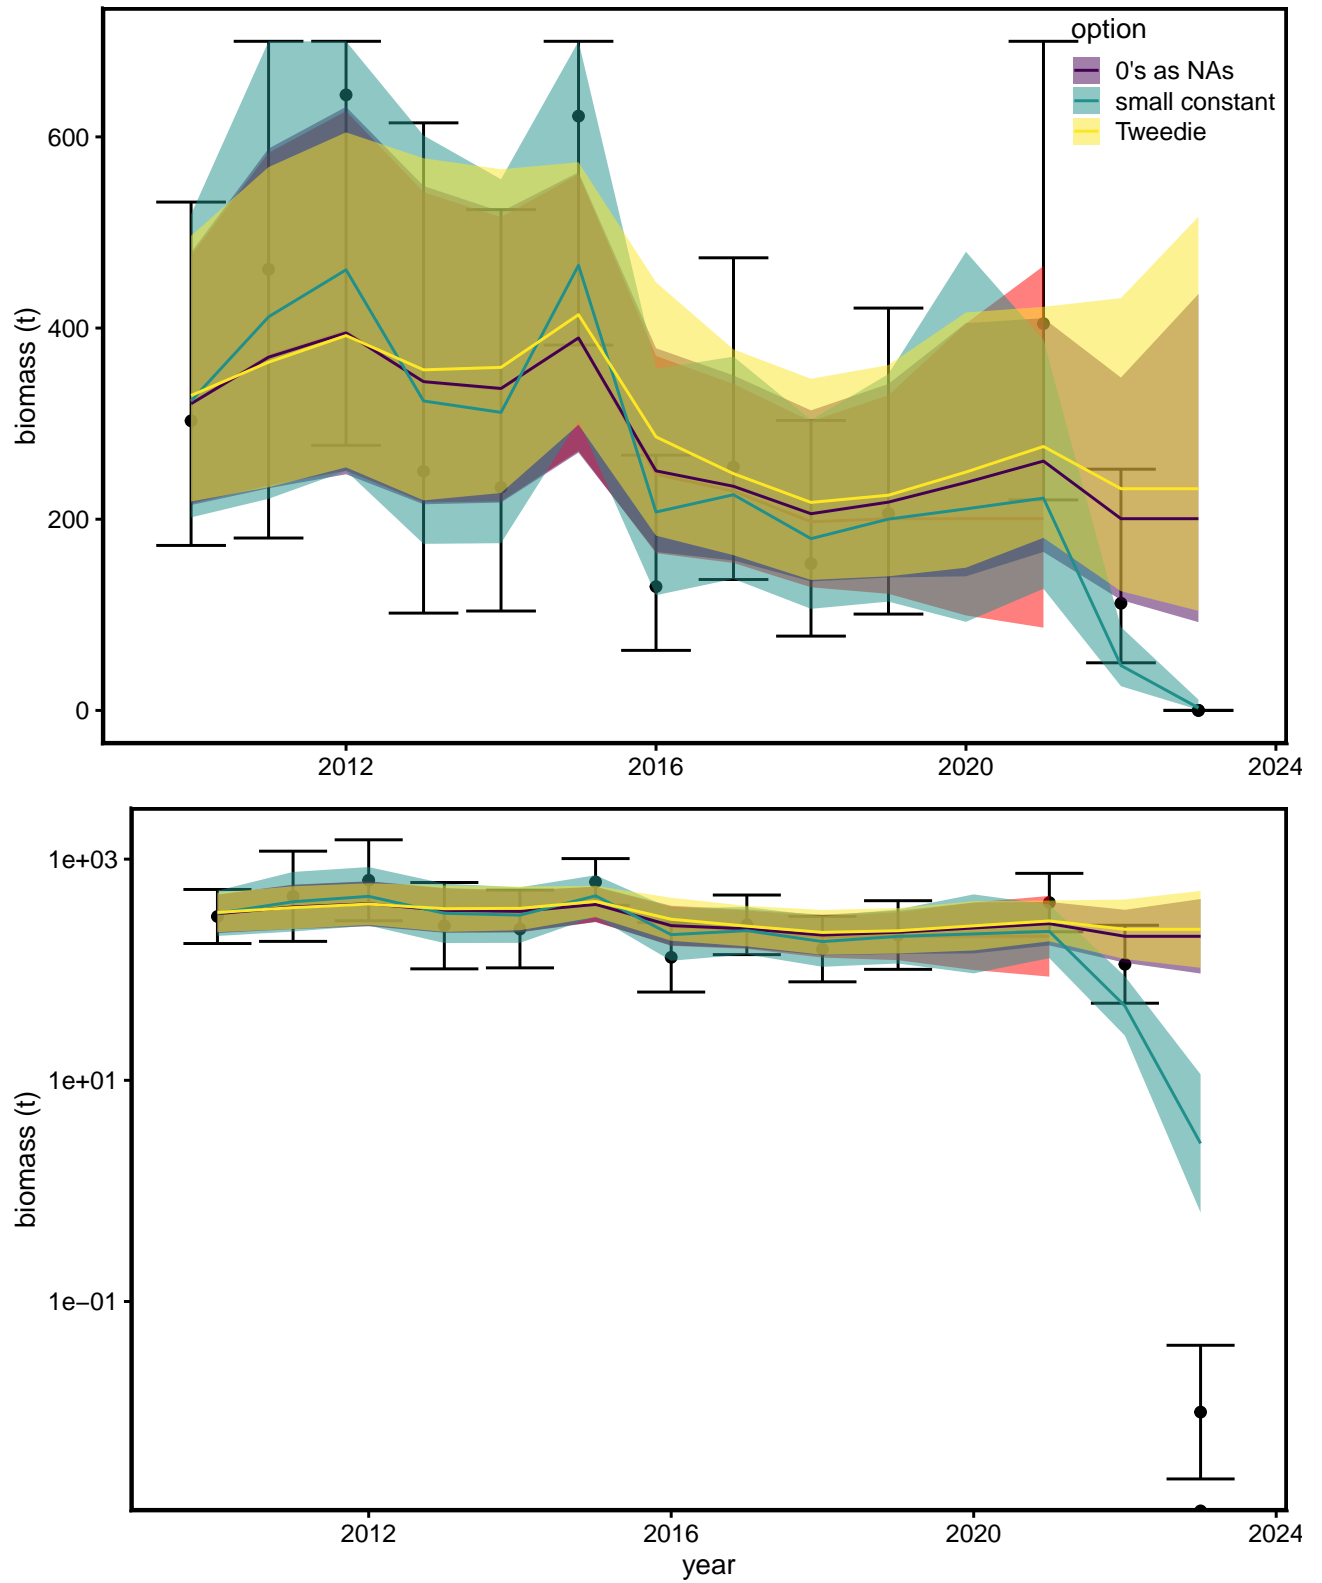 option
0's as NAs
small constant
Tweedie
600
400
200
0
biomass (t)
2012
2016
2020
2024
1e+03
1e+01
1e−01
biomass (t)
2012
2016
2020
2024
year